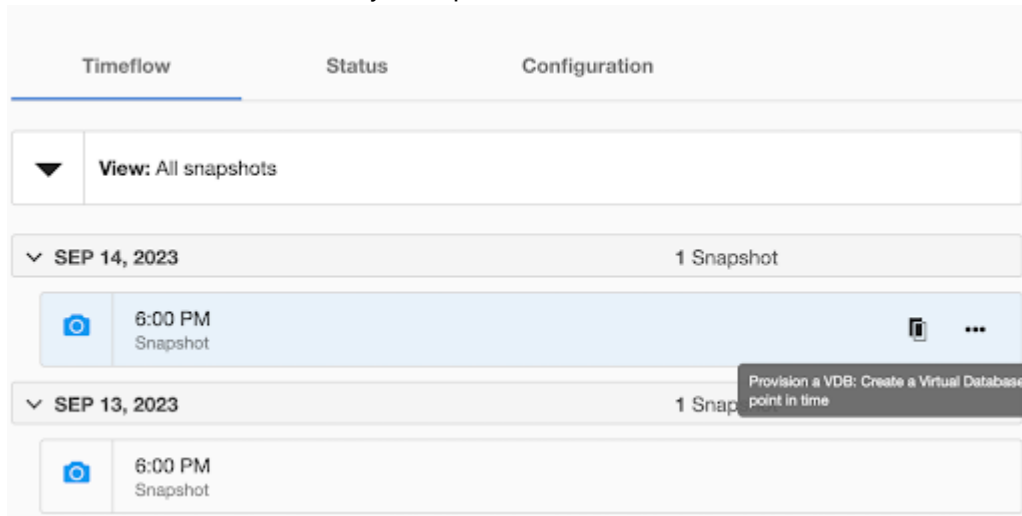 Timeflow Status Configuration
View: All snapshots
SEP 14, 2023 1 Snapshot
6:00 PM
Snapshot
Provision a VDB: Create a Virtual Database
point in time
SEP 13, 2023 1 Snap
6:00 PM
Snapshot